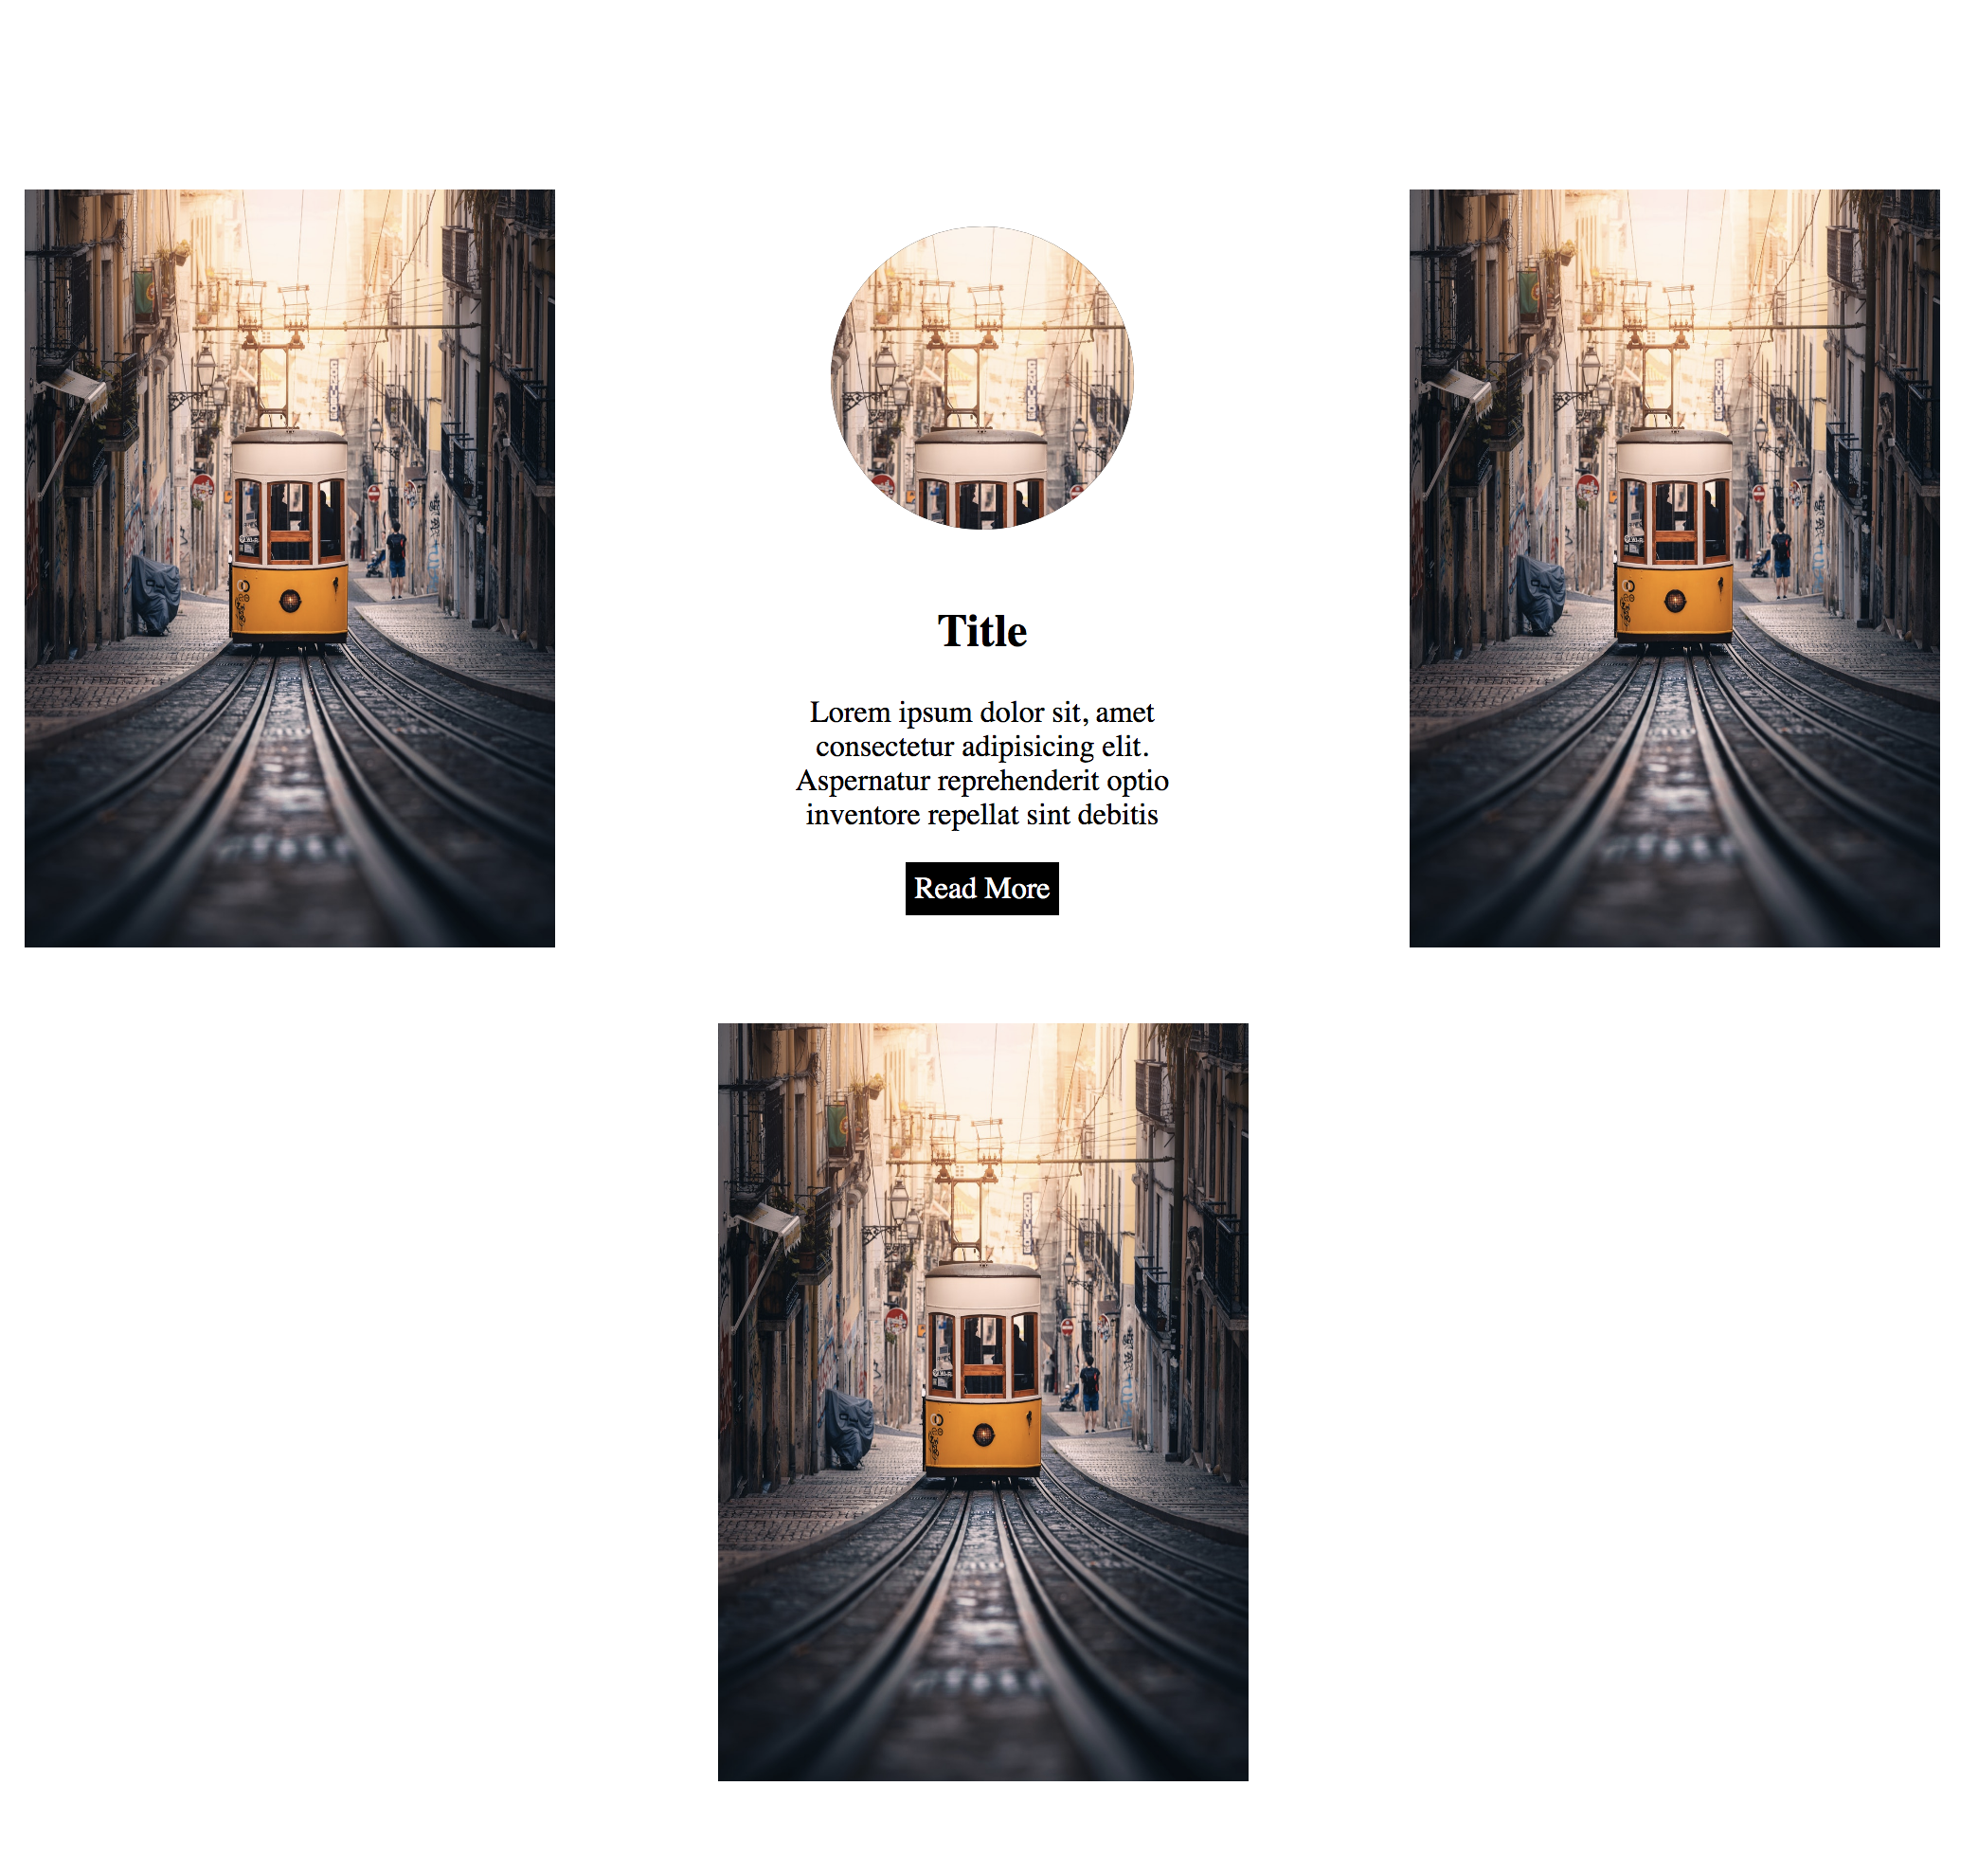 Title
Lorem ipsum dolor sit, amet
consectetur adipisicing elit.
Aspernatur reprehenderit optio
inventore repellat sint debitis
Read More